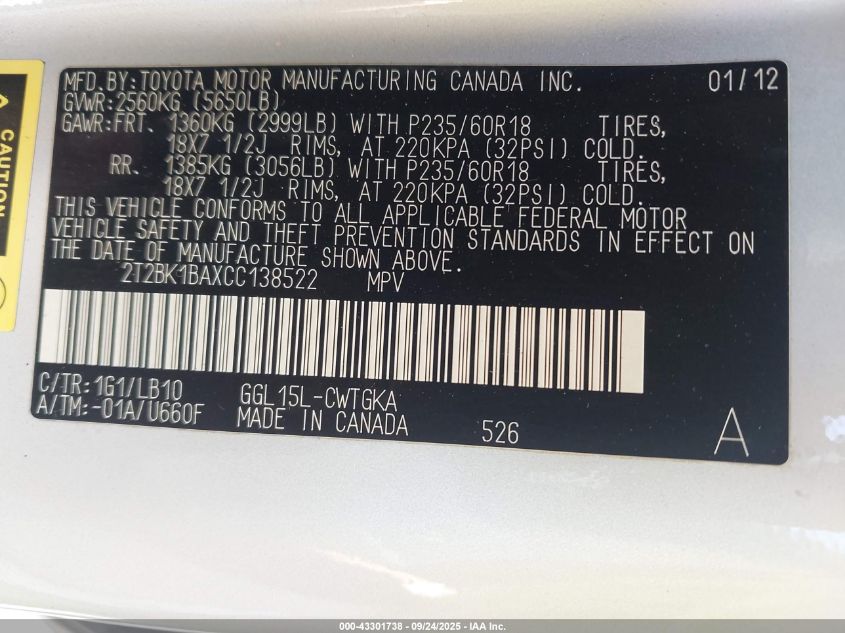 MFD.BY:TOYOTA MOTOR MANUFACTURING CANADA INC. 01/12
GVWR:2560KG (5650LB)
GAWR:FRT. 1360KG (2999LB) WITH P235/60R18 TIRES,
18X7 1/2J RIMS, AT 220KPA (32PSI) COLD.
RR. 1385KG (3056LB) WITH P235/60R18 TIRES,
18X7 1/2J RIMS, AT 220KPA (32PSI) COLD.
THIS VEHICLE CONFORMS TO ALL APPLICABLE FEDERAL MOTOR
VEHICLE SAFETY AND THEFT PREVENTION STANDARDS IN EFFECT ON
THE DATE OF MANUFACTURE SHOWN ABOVE.
2T2BK1BAXCC138522 MPV
C/TR:1G1/LB10 GGL15L-CWTGKA
A/TM:-01A/U660F MADE IN CANADA 526 A
CAUTION
000-43301738 - 09/24/2025 - IAA Inc.